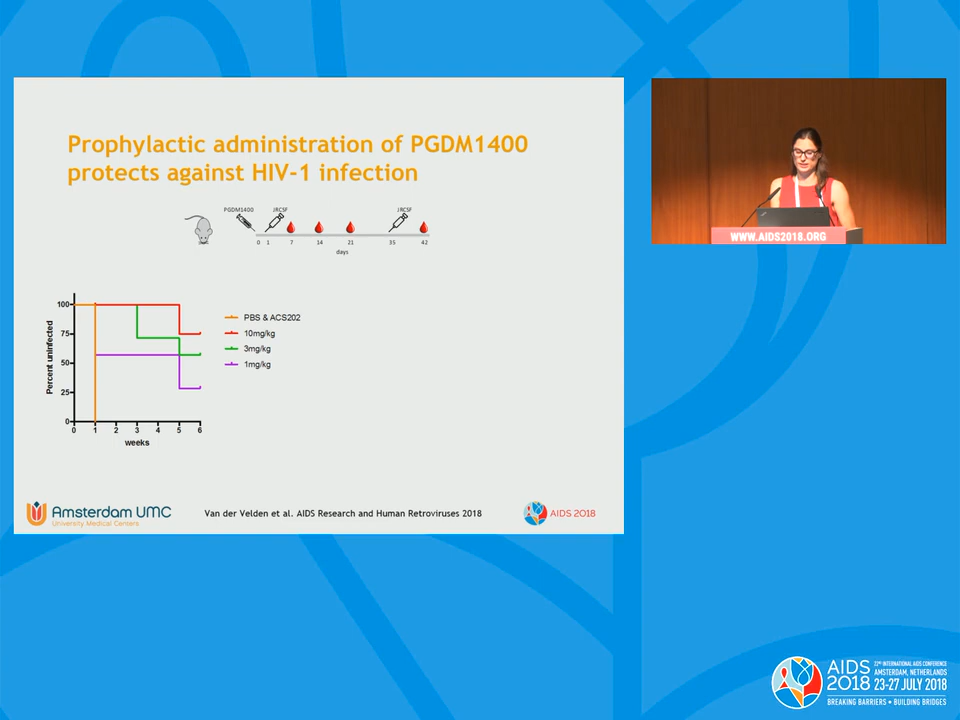 Prophylactic administration of PGDM1400
protects against HIV-1 infection
PGDM1400 JRCSF JRCSF
0 1 7 14 21 35 42
days
100
75
50
25
0
Percent uninfected
0 1 2 3 4 5 6
weeks
PBS & ACS202
10mg/kg
3mg/kg
1mg/kg
Amsterdam UMC
University Medical Centers
Van der Velden et al. AIDS Research and Human Retroviruses 2018
AIDS 2018
WWW.AIDS2018.ORG
AIDS
2018
22ND INTERNATIONAL AIDS CONFERENCE
AMSTERDAM, NETHERLANDS
23-27 JULY 2018
BREAKING BARRIERS • BUILDING BRIDGES